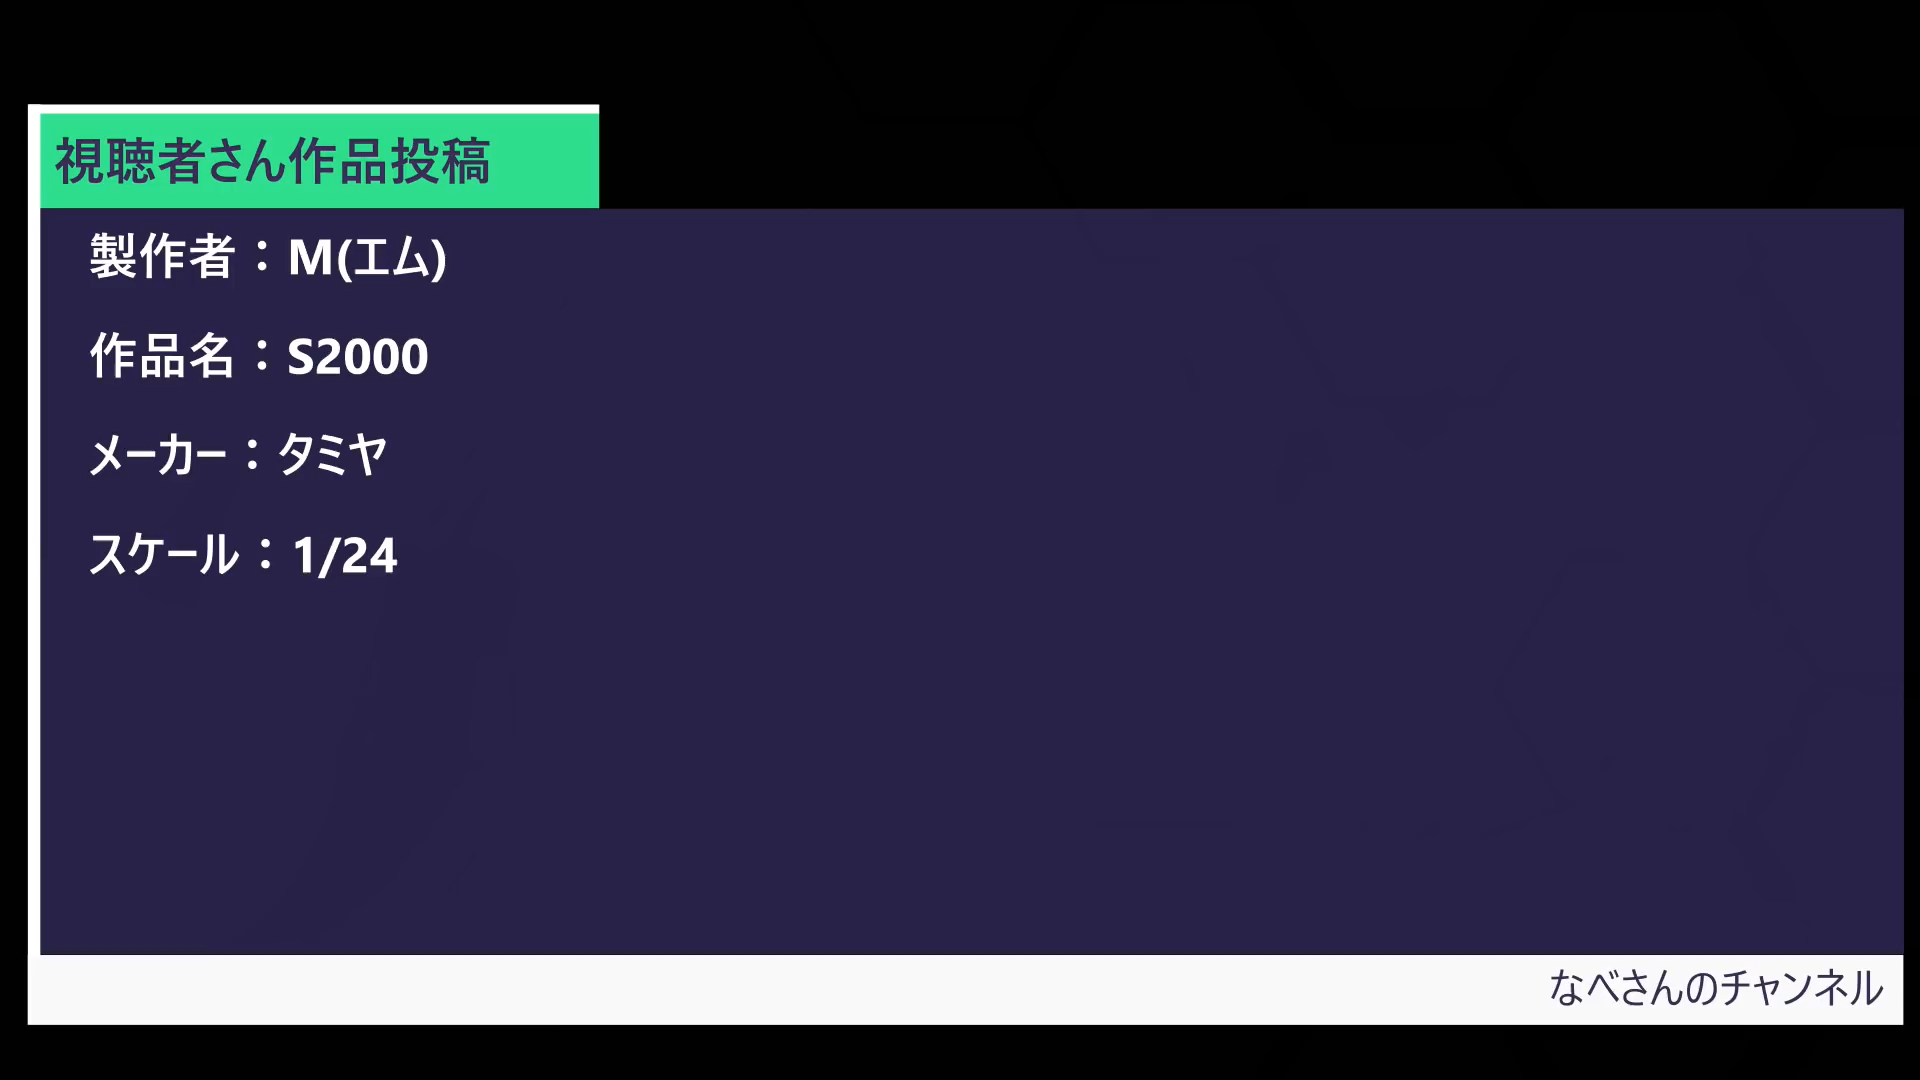 視聴者さん作品投稿
製作者：M(エム)
作品名：S2000
メーカー：タミヤ
スケール：1/24
なべさんのチャンネル